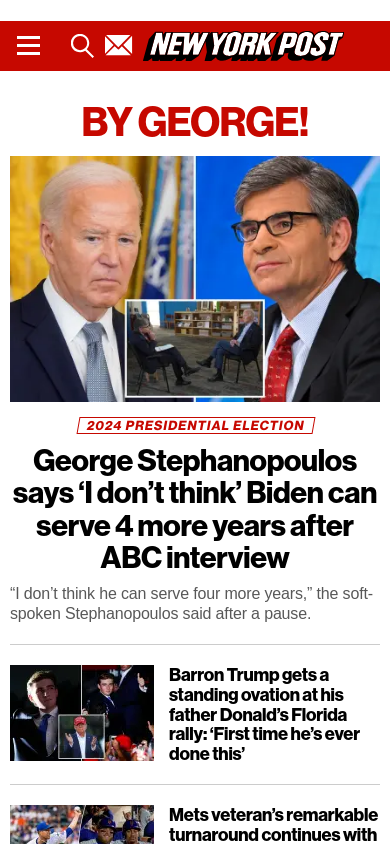 NEW YORK POST
BY GEORGE!
2024 PRESIDENTIAL ELECTION
George Stephanopoulos
says ‘I don’t think’ Biden can
serve 4 more years after
ABC interview
“I don’t think he can serve four more years,” the soft-
spoken Stephanopoulos said after a pause.
Barron Trump gets a
standing ovation at his
father Donald’s Florida
rally: ‘First time he’s ever
done this’
Mets veteran’s remarkable
turnaround continues with